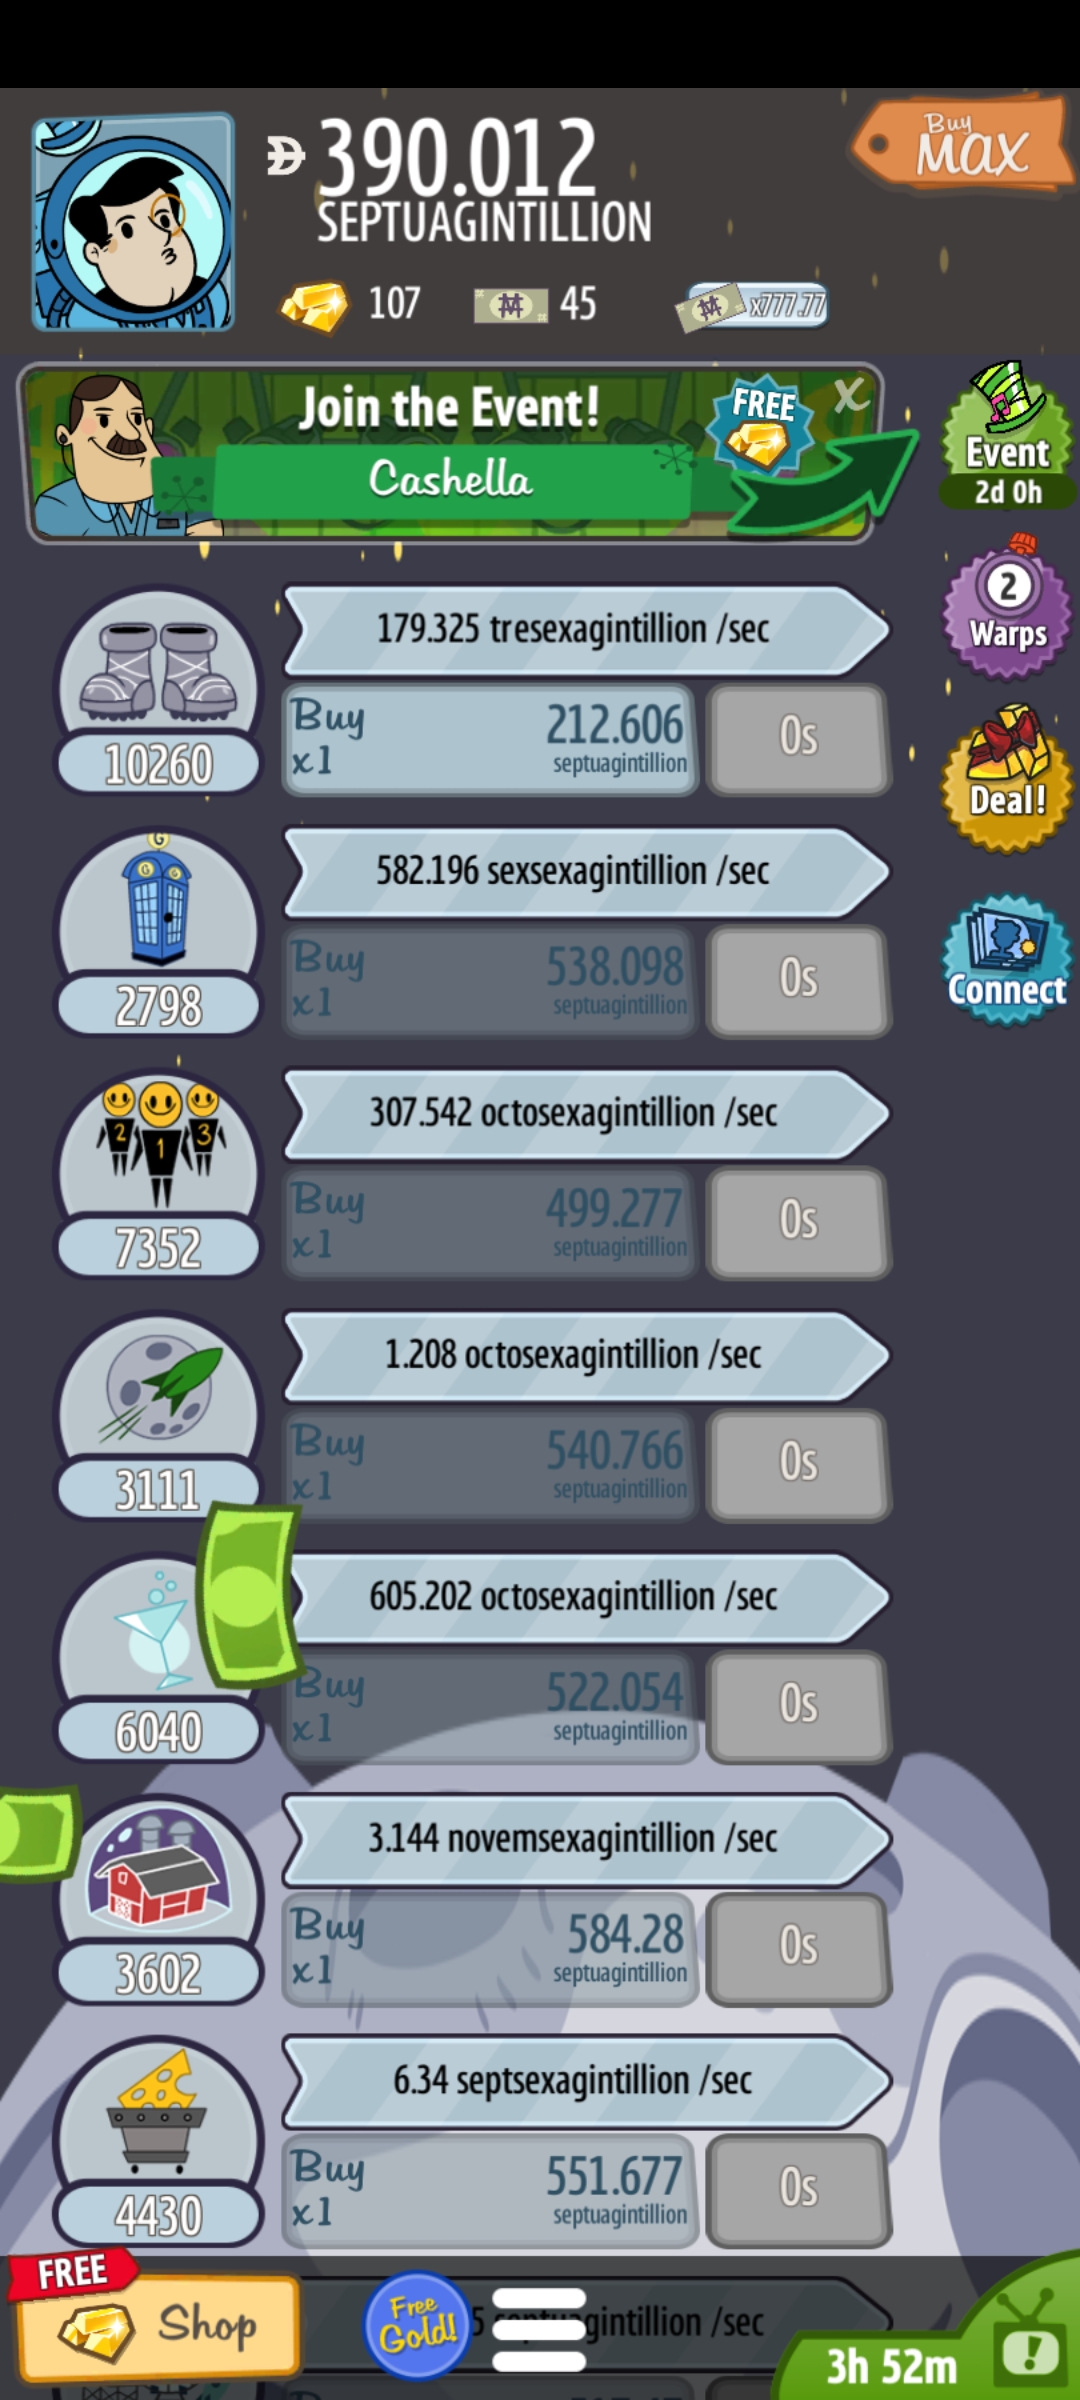 Buy
MAX
390.012
SEPTUAGINTILLION
107
45
x777.77
Join the Event!
FREE
X
Cashella
Event
2d 0h
179.325 tresexagintillion /sec
2
Warps
Buy
x1
212.606
septuagintillion
0s
10260
Deal!
582.196 sexsexagintillion /sec
Buy
x1
538.098
septuagintillion
0s
2798
Connect
307.542 octosexagintillion /sec
2
1
3
Buy
x1
499.277
septuagintillion
0s
7352
1.208 octosexagintillion /sec
Buy
x1
540.766
septuagintillion
0s
3111
605.202 octosexagintillion /sec
Buy
x1
522.054
septuagintillion
0s
6040
3.144 novemsexagintillion /sec
Buy
x1
584.28
septuagintillion
0s
3602
6.34 septsexagintillion /sec
Buy
x1
551.677
septuagintillion
0s
4430
FREE
Shop
Free
Gold!
/sec
3h 52m